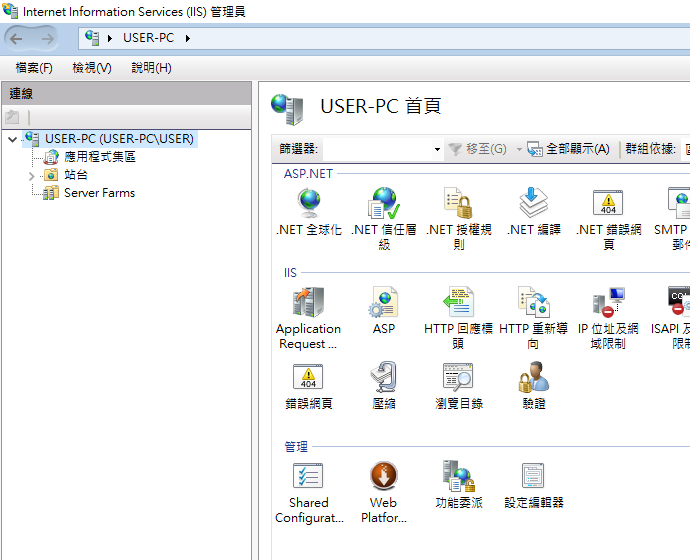 Internet Information Services (IIS) 管理員
USER-PC
檔案(F) 檢視(V) 說明(H)
連線
USER-PC (USER-PC\USER)
應用程式集區
站台
Server Farms
USER-PC 首頁
篩選器: 移至(G) 全部顯示(A) 群組依據:
ASP.NET
.NET 全球化 .NET 信任層 .NET 授權規 .NET 編譯 .NET 錯誤網 SMTP
級 則 頁 郵件
IIS
Application ASP HTTP 回應標 HTTP 重新導 IP 位址及網 ISAPI 及
Request ... 頭 向 域限制 限制
錯誤網頁 壓縮 瀏覽目錄 驗證
管理
Shared Web 功能委派 設定編輯器
Configurat... Platfor...